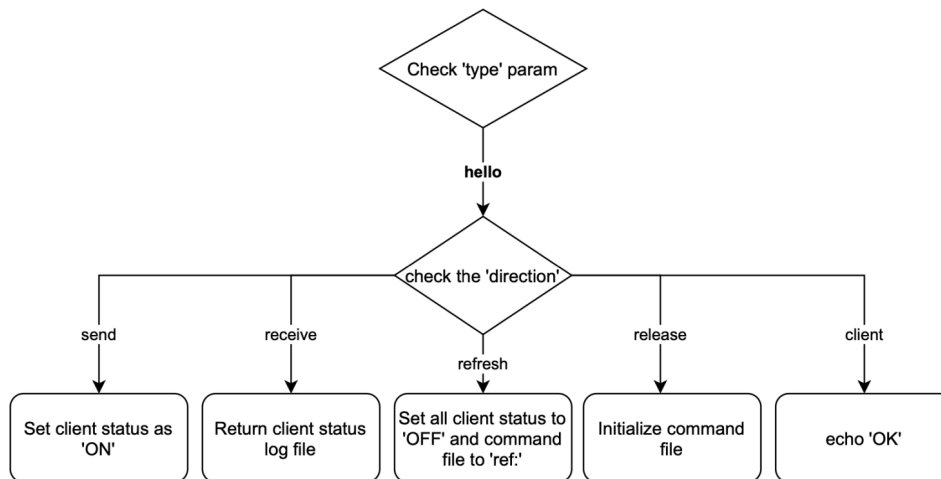 Check 'type' param
hello
check the 'direction'
send
receive
refresh
release
client
Set client status as
'ON'
Return client status
log file
Set all client status to
'OFF' and command
file to 'ref:'
Initialize command
file
echo 'OK'